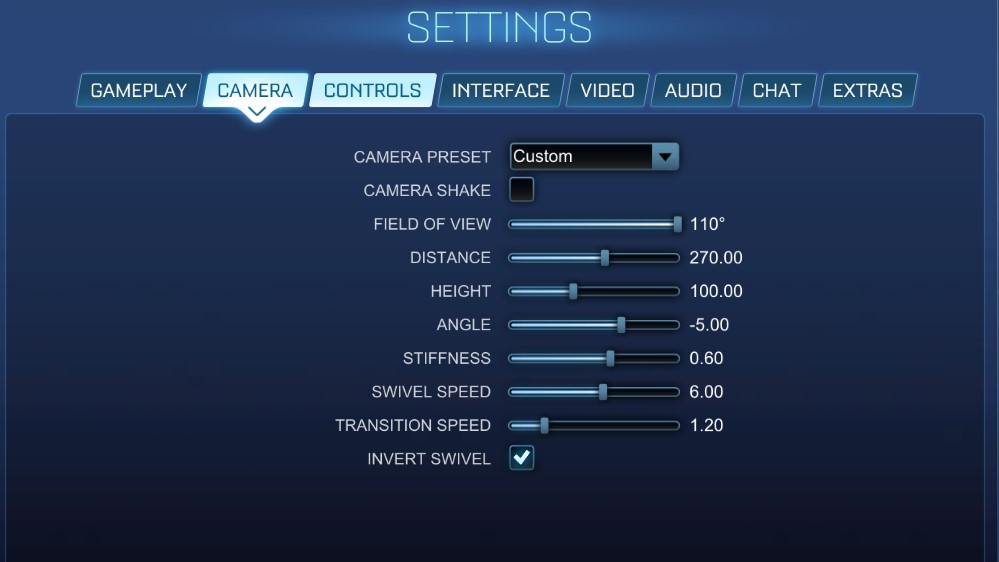 SETTINGS
GAMEPLAY CAMERA CONTROLS INTERFACE VIDEO AUDIO CHAT EXTRAS
CAMERA PRESET Custom
CAMERA SHAKE
FIELD OF VIEW 110°
DISTANCE 270.00
HEIGHT 100.00
ANGLE -5.00
STIFFNESS 0.60
SWIVEL SPEED 6.00
TRANSITION SPEED 1.20
INVERT SWIVEL